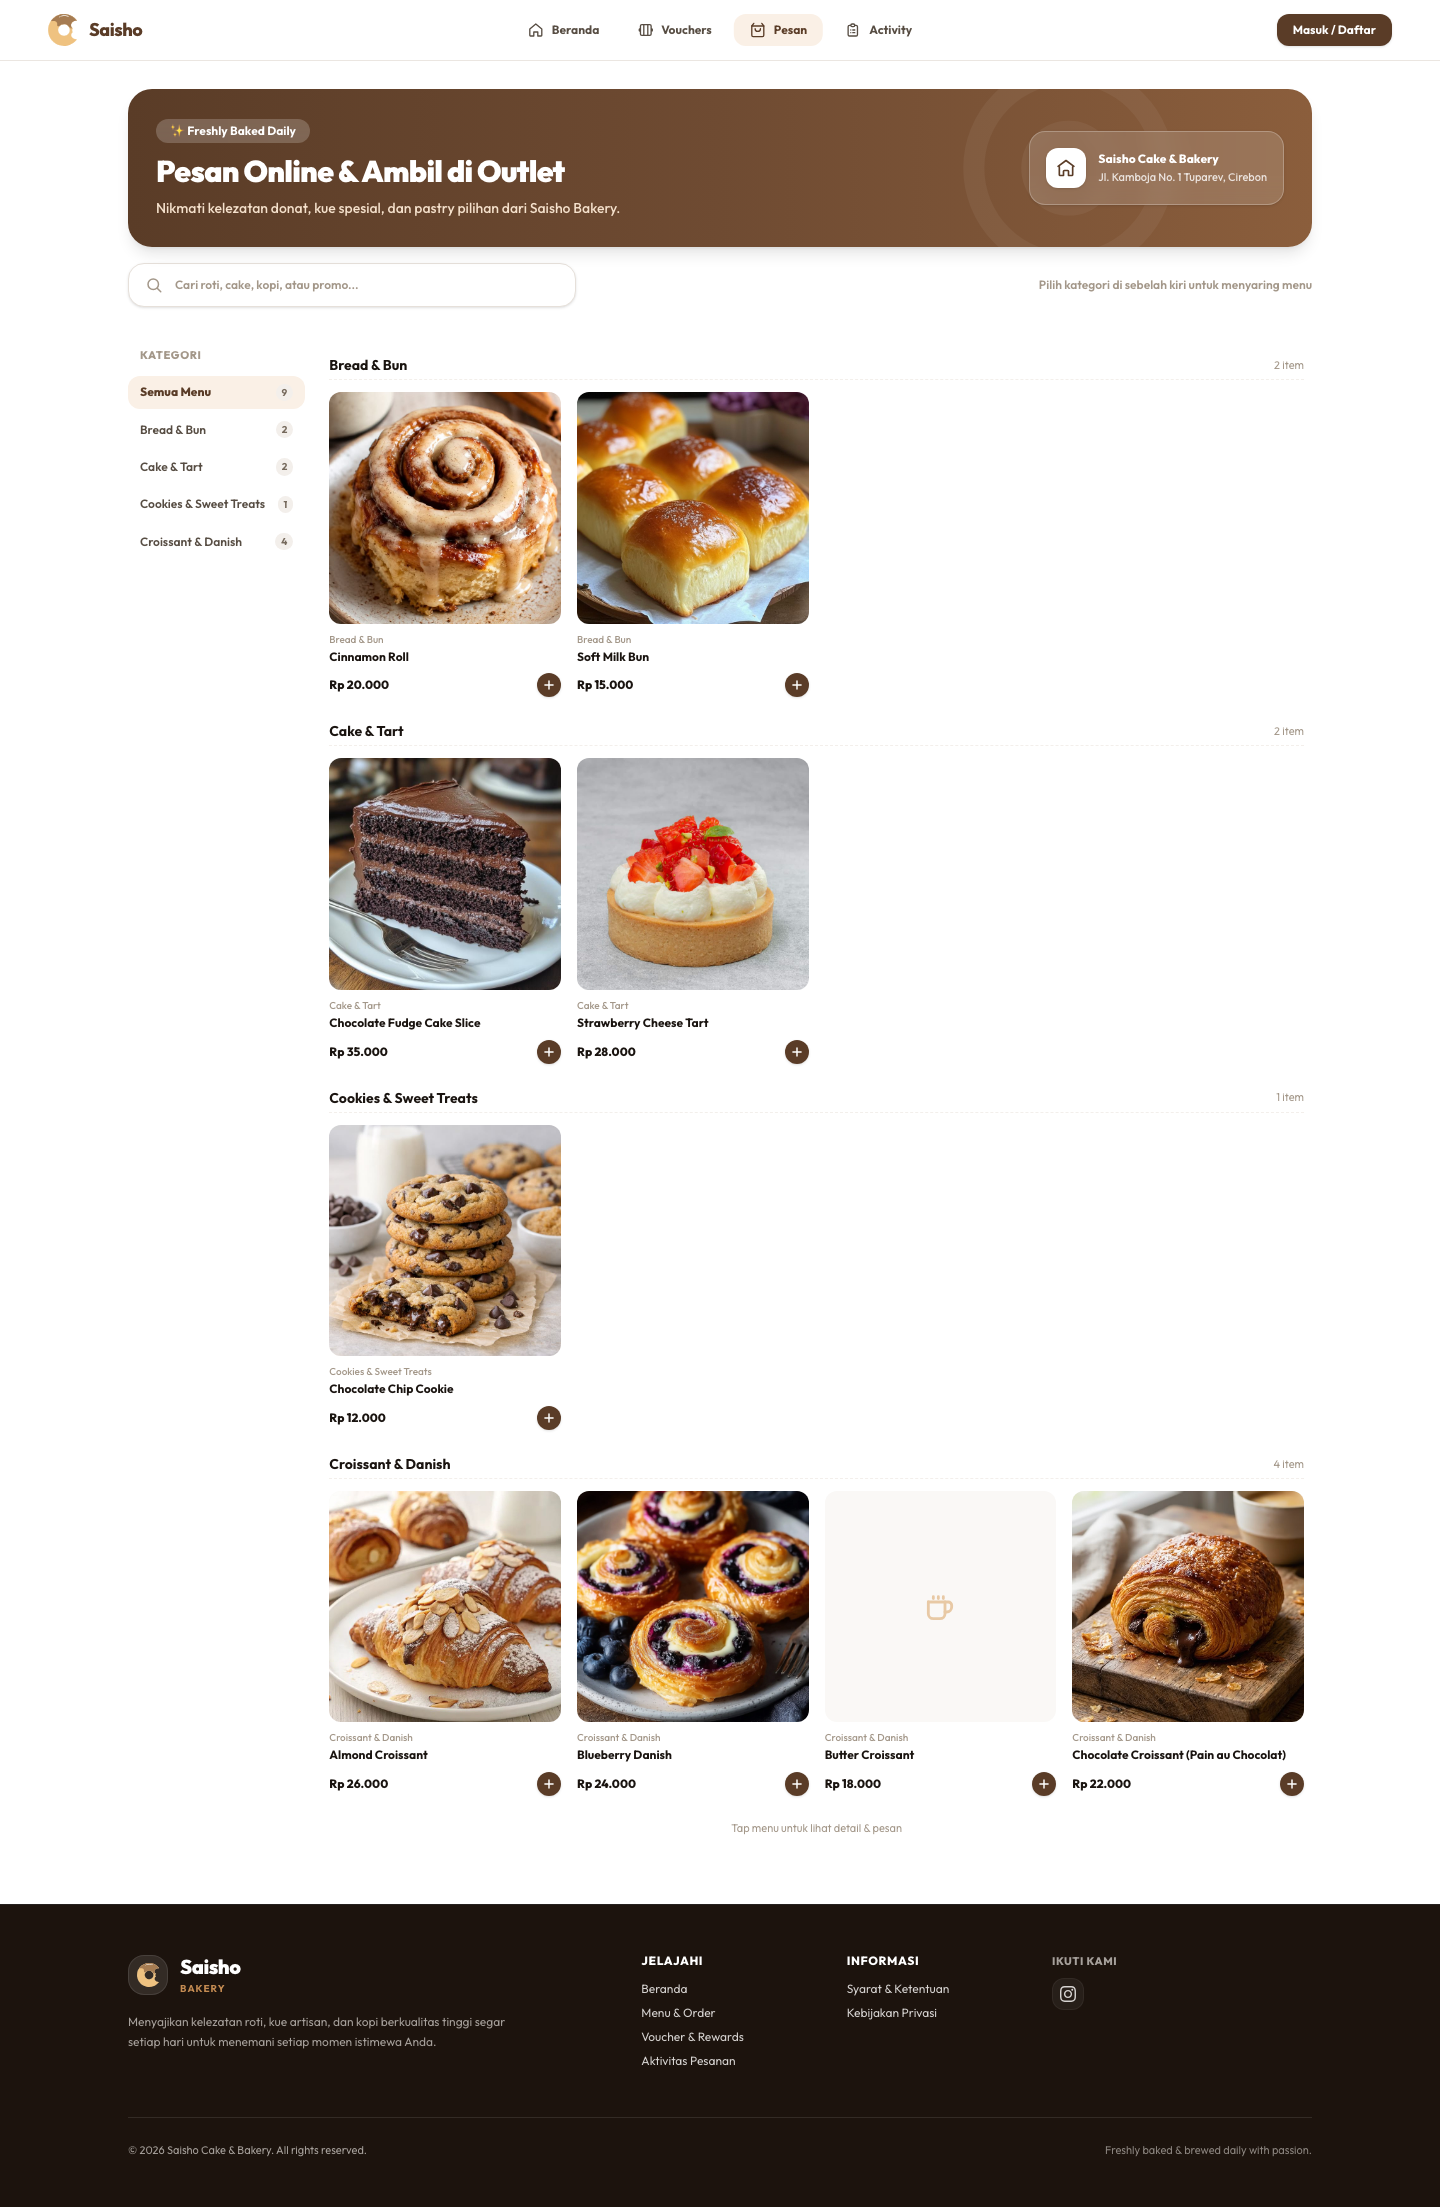 Saisho
Beranda
Vouchers
Pesan
Activity
Masuk / Daftar
✨ Freshly Baked Daily
Pesan Online & Ambil di Outlet
Nikmati kelezatan donat, kue spesial, dan pastry pilihan dari Saisho Bakery.
Saisho Cake & Bakery
Jl. Kamboja No. 1 Tuparev, Cirebon
Cari roti, cake, kopi, atau promo...
Pilih kategori di sebelah kiri untuk menyaring menu
KATEGORI
Semua Menu 9
Bread & Bun 2
Cake & Tart 2
Cookies & Sweet Treats 1
Croissant & Danish 4
Bread & Bun
2 item
Bread & Bun
Cinnamon Roll
Rp 20.000
Bread & Bun
Soft Milk Bun
Rp 15.000
Cake & Tart
2 item
Cake & Tart
Chocolate Fudge Cake Slice
Rp 35.000
Cake & Tart
Strawberry Cheese Tart
Rp 28.000
Cookies & Sweet Treats
1 item
Cookies & Sweet Treats
Chocolate Chip Cookie
Rp 12.000
Croissant & Danish
4 item
Croissant & Danish
Almond Croissant
Rp 26.000
Croissant & Danish
Blueberry Danish
Rp 24.000
Croissant & Danish
Butter Croissant
Rp 18.000
Croissant & Danish
Chocolate Croissant (Pain au Chocolat)
Rp 22.000
Tap menu untuk lihat detail & pesan
Saisho
BAKERY
Menyajikan kelezatan roti, kue artisan, dan kopi berkualitas tinggi segar
setiap hari untuk menemani setiap momen istimewa Anda.
JELAJAHI
Beranda
Menu & Order
Voucher & Rewards
Aktivitas Pesanan
INFORMASI
Syarat & Ketentuan
Kebijakan Privasi
IKUTI KAMI
© 2026 Saisho Cake & Bakery. All rights reserved.
Freshly baked & brewed daily with passion.